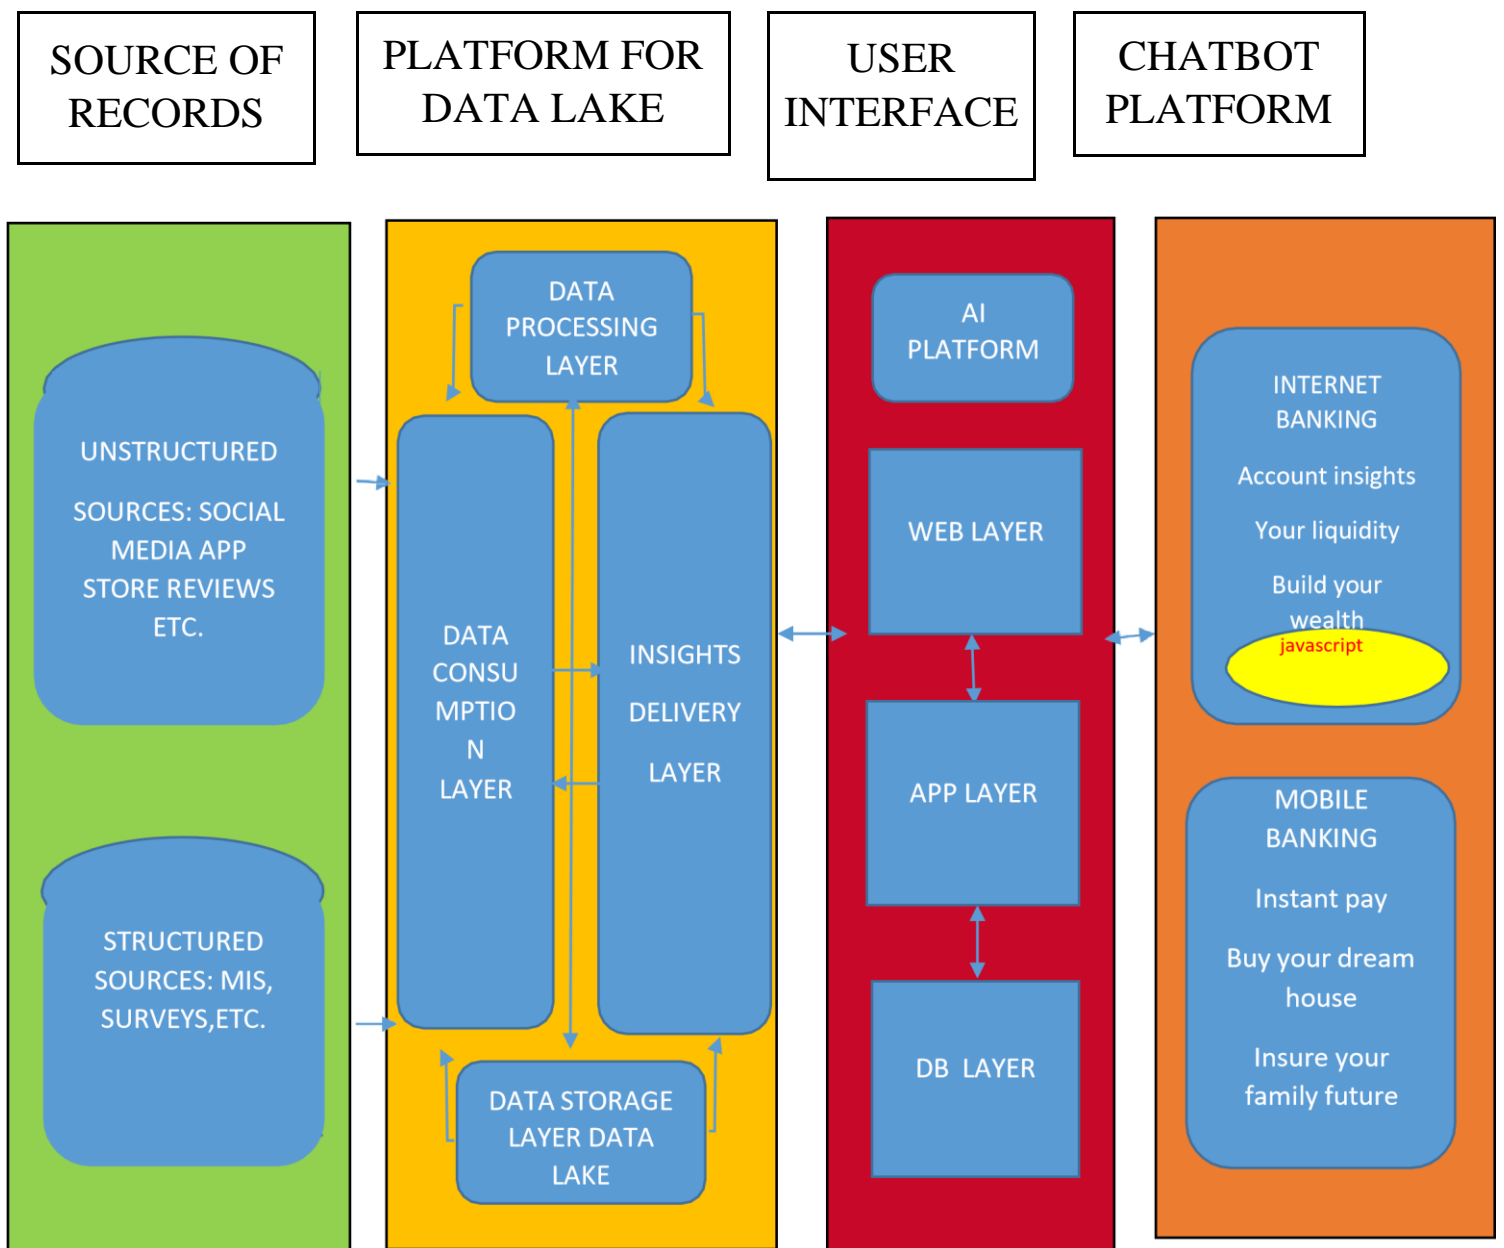 SOURCE OF
RECORDS
PLATFORM FOR
DATA LAKE
USER
INTERFACE
CHATBOT
PLATFORM
UNSTRUCTURED
SOURCES: SOCIAL
MEDIA APP
STORE REVIEWS
ETC.
STRUCTURED
SOURCES: MIS,
SURVEYS,ETC.
DATA
PROCESSING
LAYER
DATA
CONSU
MPTIO
N
LAYER
INSIGHTS
DELIVERY
LAYER
DATA STORAGE
LAYER DATA
LAKE
AI
PLATFORM
WEB LAYER
APP LAYER
DB LAYER
INTERNET
BANKING
Account insights
Your liquidity
Build your
wealth
javascript
MOBILE
BANKING
Instant pay
Buy your dream
house
Insure your
family future